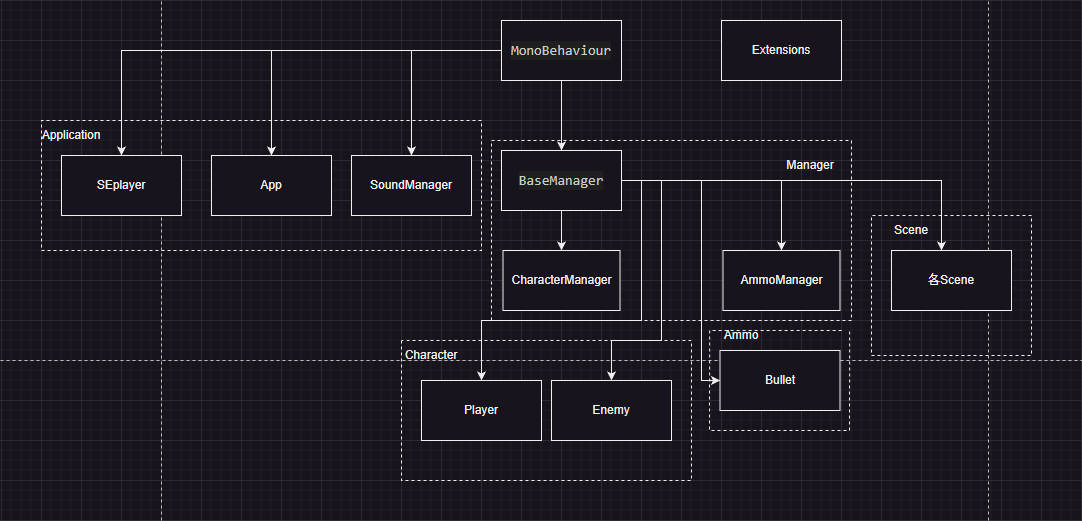 MonoBehaviour
Extensions
Application
SEplayer
App
SoundManager
Manager
BaseManager
CharacterManager
AmmoManager
Scene
各Scene
Character
Player
Enemy
Ammo
Bullet